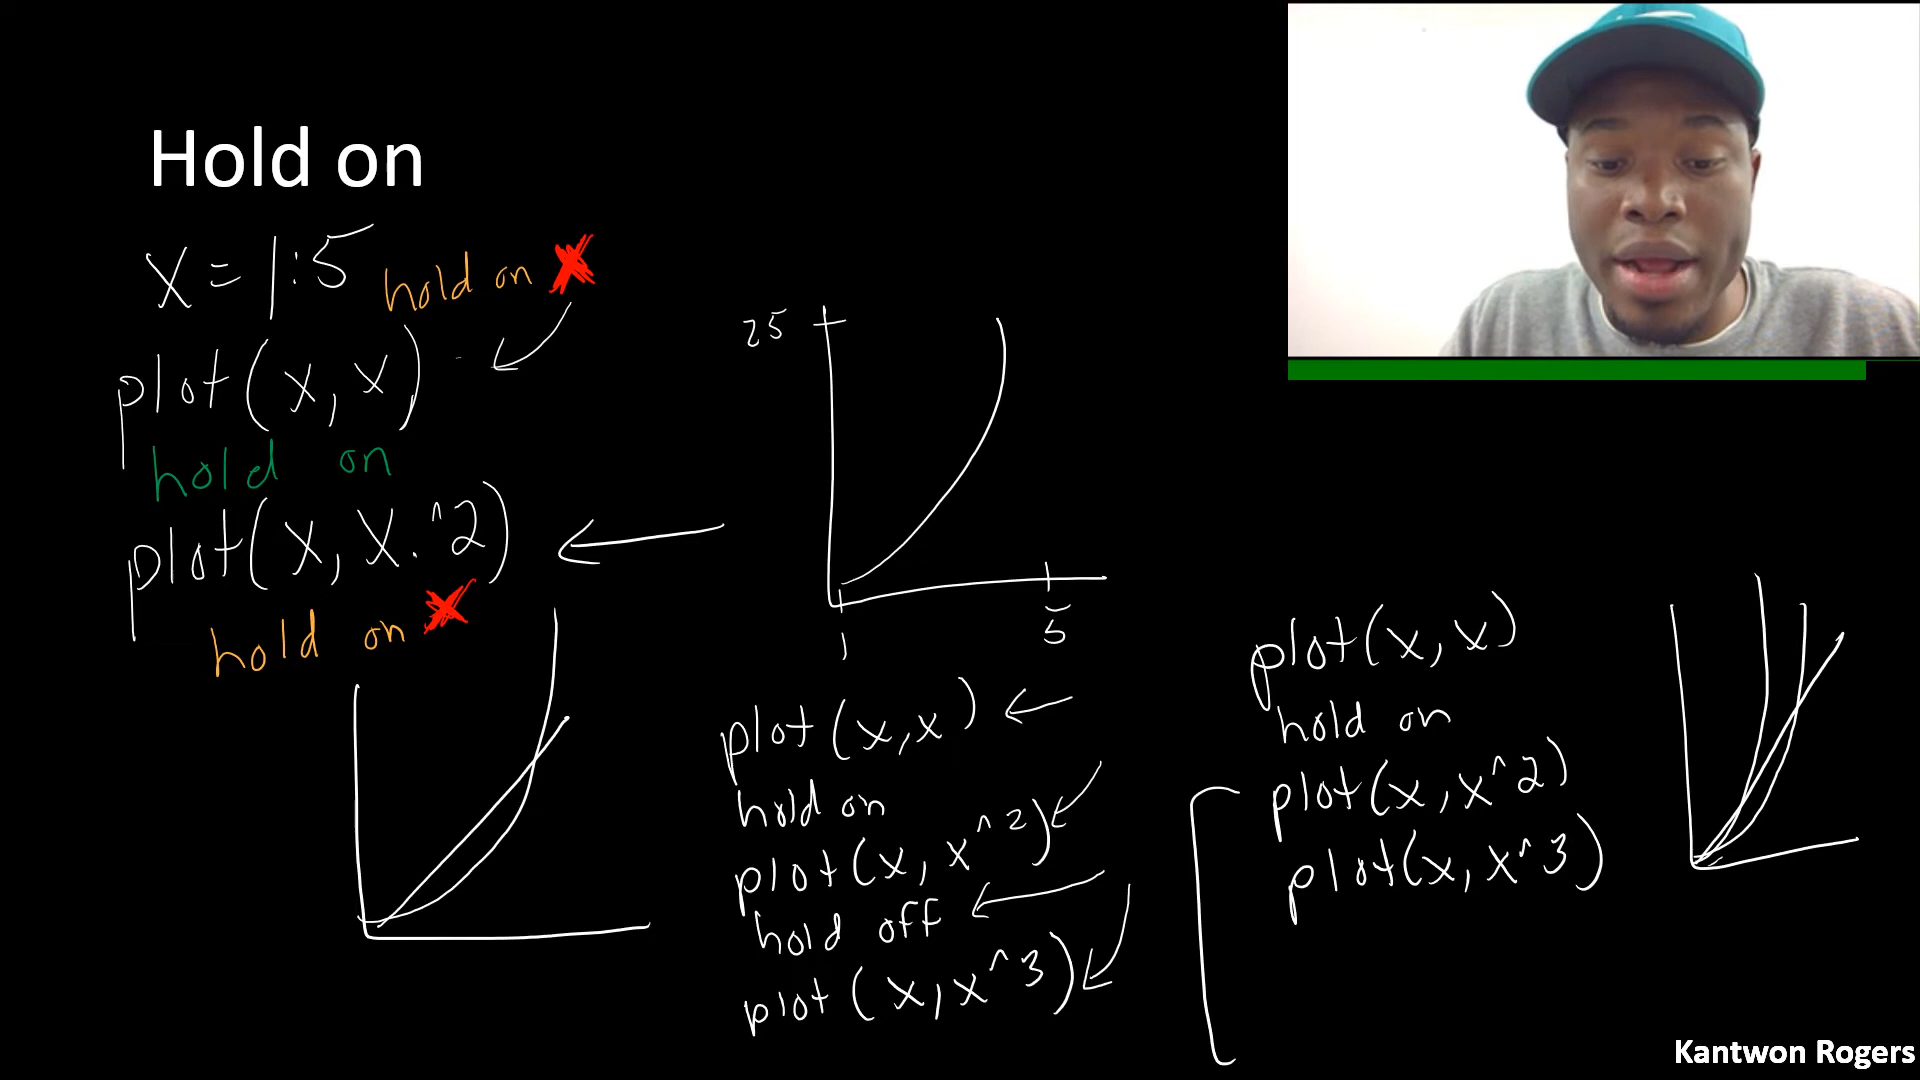 Hold on
x = 1:5
hold on
plot(x, x)
hold on
plot(x, x.^2)
hold on
25
1
5
plot(x,x)
hold on
plot(x, x^2)
hold off
plot(x,x^3)
plot(x, x)
hold on
plot(x, x^2)
plot(x, x^3)
Kantwon Rogers